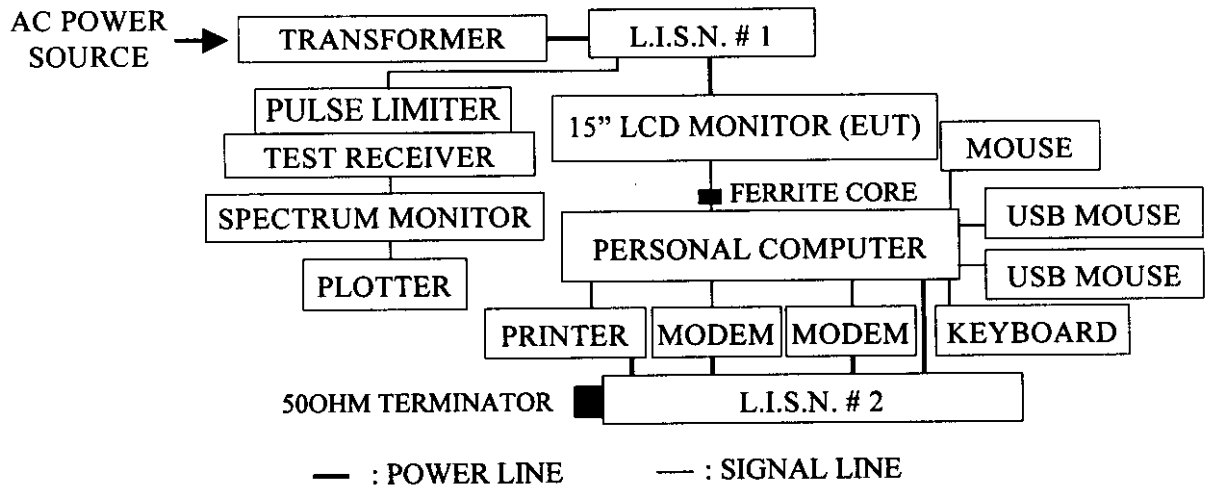 AC POWER
SOURCE
TRANSFORMER
L.I.S.N. # 1
PULSE LIMITER
15” LCD MONITOR (EUT)
MOUSE
TEST RECEIVER
FERRITE CORE
SPECTRUM MONITOR
USB MOUSE
PERSONAL COMPUTER
PLOTTER
USB MOUSE
PRINTER
MODEM
MODEM
KEYBOARD
50OHM TERMINATOR
L.I.S.N. # 2
: POWER LINE
: SIGNAL LINE